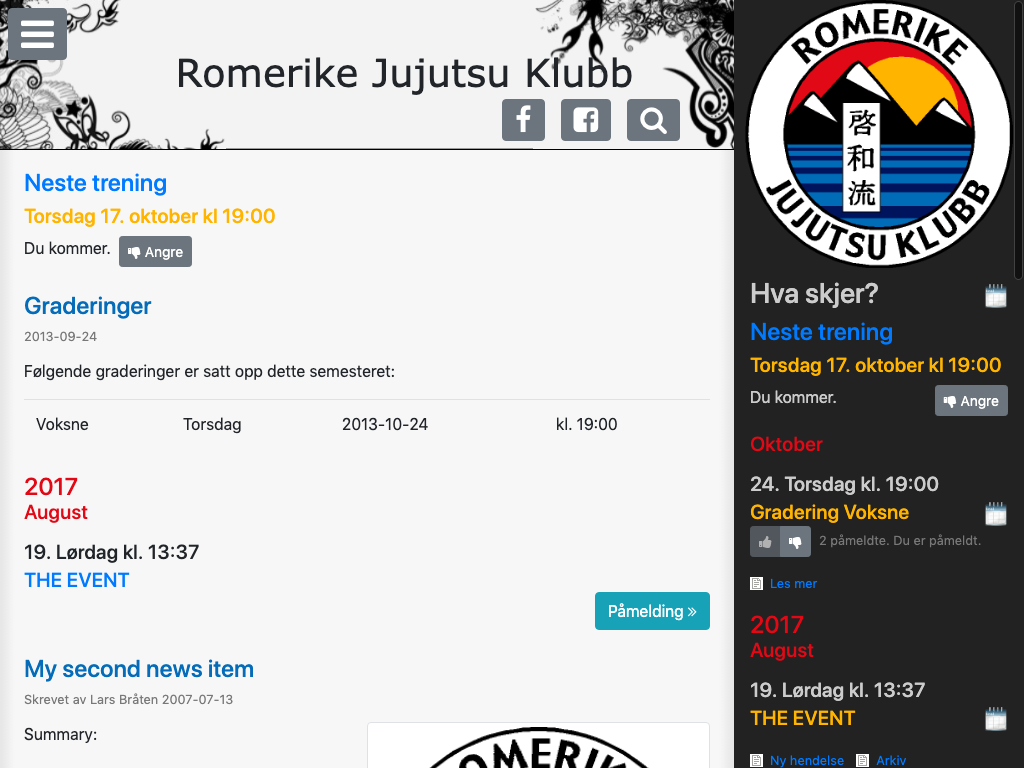 Romerike Jujutsu Klubb
Neste trening
Torsdag 17. oktober kl 19:00
Du kommer. Angre
Graderinger
2013-09-24
Følgende graderinger er satt opp dette semesteret:
Voksne Torsdag 2013-10-24 kl. 19:00
2017
August
19. Lørdag kl. 13:37
THE EVENT
Påmelding »
My second news item
Skrevet av Lars Bråten 2007-07-13
Summary:
ROMERIKE
ROMERIKE
啓和流
JUJUTSU KLUBB
Hva skjer?
Neste trening
Torsdag 17. oktober kl 19:00
Du kommer. Angre
Oktober
24. Torsdag kl. 19:00
Gradering Voksne
2 påmeldte. Du er påmeldt.
Les mer
2017
August
19. Lørdag kl. 13:37
THE EVENT
Ny hendelse Arkiv